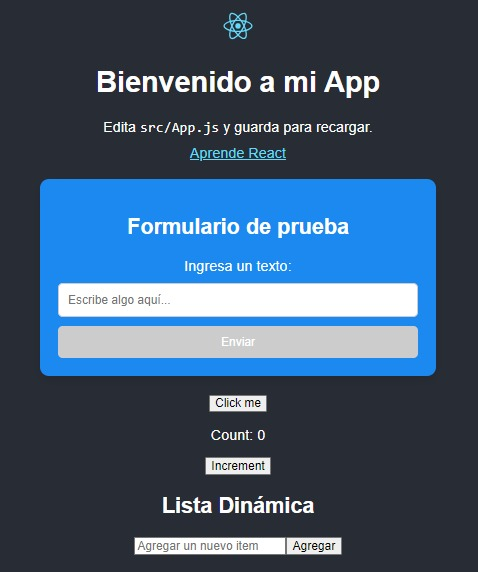 Bienvenido a mi App
Edita src/App.js y guarda para recargar.
Aprende React
Formulario de prueba
Ingresa un texto:
Escribe algo aquí...
Enviar
Click me
Count: 0
Increment
Lista Dinámica
Agregar un nuevo item Agregar